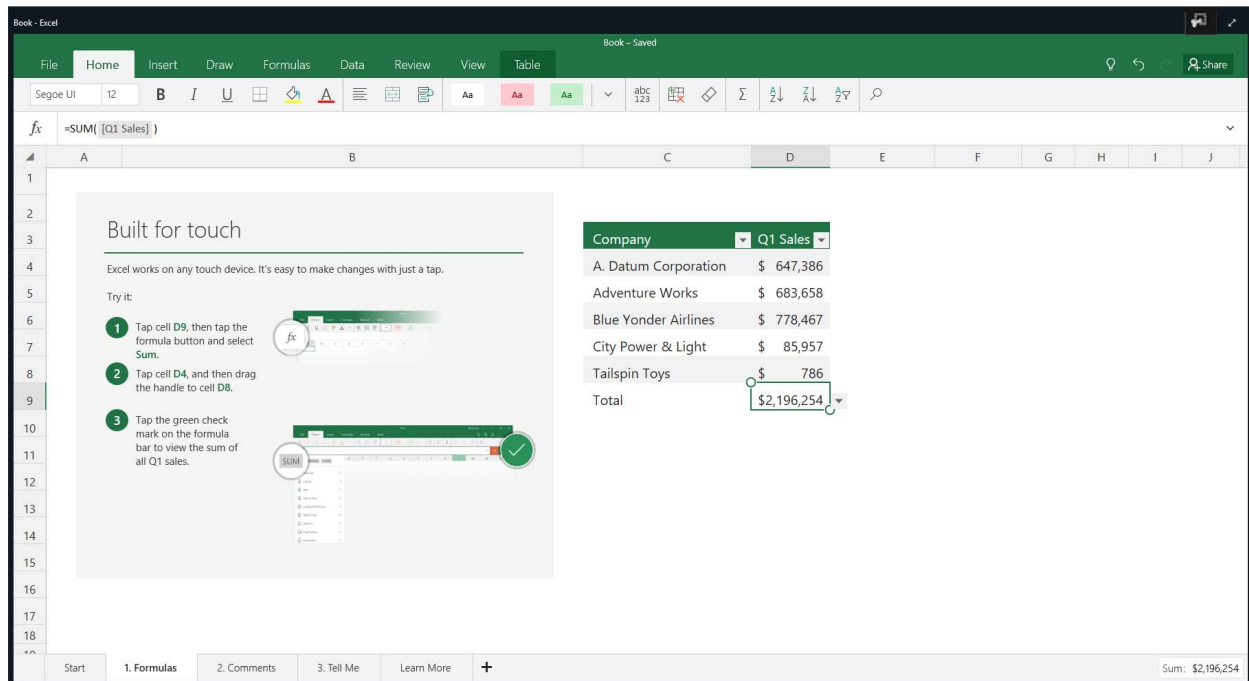 Book - Excel
Book – Saved
File Home Insert Draw Formulas Data Review View Table
Share
Segoe UI 12 B I U A Aa Aa Aa abc 123 Σ
fx =SUM( [Q1 Sales] )
A B C D E F G H I J
1
2
Built for touch
3 Company Q1 Sales
4 Excel works on any touch device. It's easy to make changes with just a tap. A. Datum Corporation $ 647,386
5 Try it: Adventure Works $ 683,658
6 Blue Yonder Airlines $ 778,467
1 Tap cell D9, then tap the
formula button and select
Sum.
fx
7 City Power & Light $ 85,957
8 Tailspin Toys $ 786
2 Tap cell D4, and then drag
the handle to cell D8.
9 Total $2,196,254
10
3 Tap the green check
mark on the formula
bar to view the sum of
all Q1 sales.
11
SUM
12
13
14
15
16
17
18
Start 1. Formulas 2. Comments 3. Tell Me Learn More +
Sum: $2,196,254